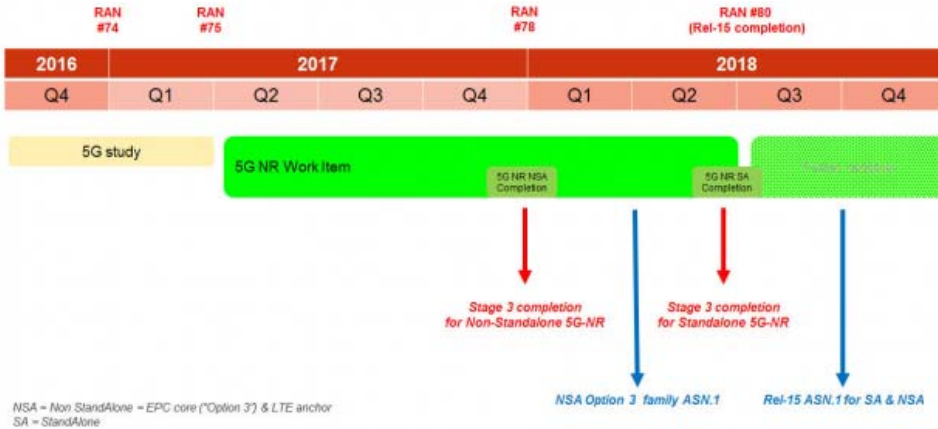 RAN RAN RAN RAN #80
#74 #75 #78 (Rel-15 completion)
2016 2017 2018
Q4 Q1 Q2 Q3 Q4 Q1 Q2 Q3 Q4
5G study
5G NR Work Item
5G NR NSA
Completion
5G NR SA
Completion
Stage 3 completion
for Non-Standalone 5G-NR
Stage 3 completion
for Standalone 5G-NR
NSA Option 3 family ASN.1
Rel-15 ASN.1 for SA & NSA
NSA = Non StandAlone = EPC core ("Option 3") & LTE anchor
SA = StandAlone